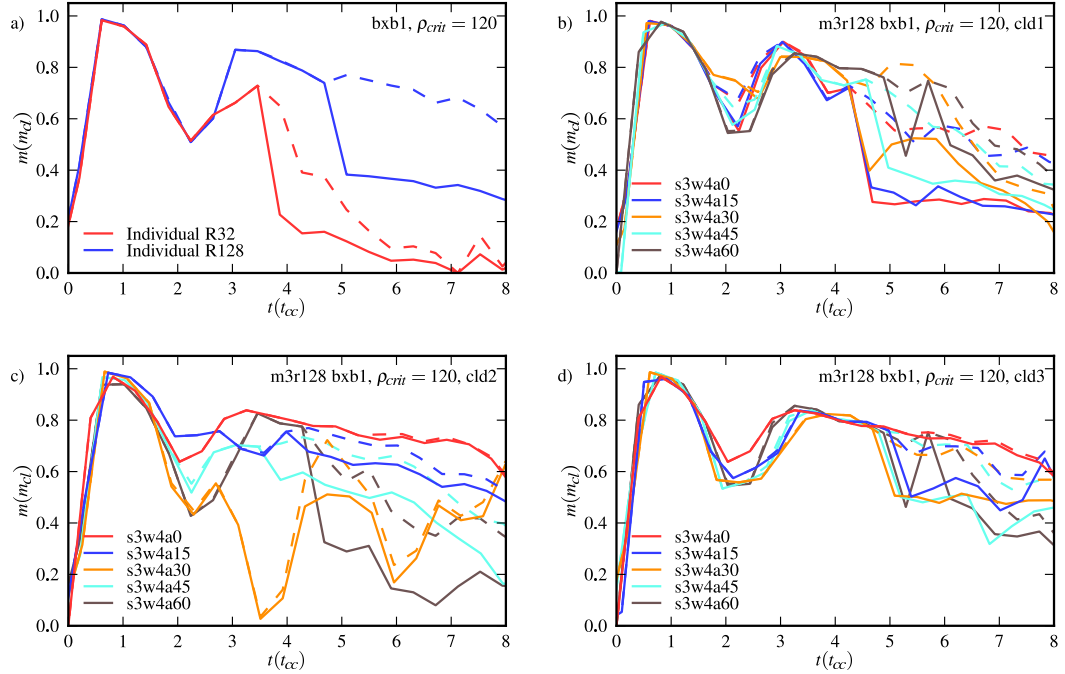 a)
bxb1, ρcrit = 120
m(mcl)
1.0
0.8
0.6
0.4
0.2
0.0
Individual R32
Individual R128
0 1 2 3 4 5 6 7 8
t(tcc)
b)
m3r128 bxb1, ρcrit = 120, cld1
m(mcl)
1.0
0.8
0.6
0.4
0.2
0.0
s3w4a0
s3w4a15
s3w4a30
s3w4a45
s3w4a60
0 1 2 3 4 5 6 7 8
t(tcc)
c)
m3r128 bxb1, ρcrit = 120, cld2
m(mcl)
1.0
0.8
0.6
0.4
0.2
0.0
s3w4a0
s3w4a15
s3w4a30
s3w4a45
s3w4a60
0 1 2 3 4 5 6 7 8
t(tcc)
d)
m3r128 bxb1, ρcrit = 120, cld3
m(mcl)
1.0
0.8
0.6
0.4
0.2
0.0
s3w4a0
s3w4a15
s3w4a30
s3w4a45
s3w4a60
0 1 2 3 4 5 6 7 8
t(tcc)